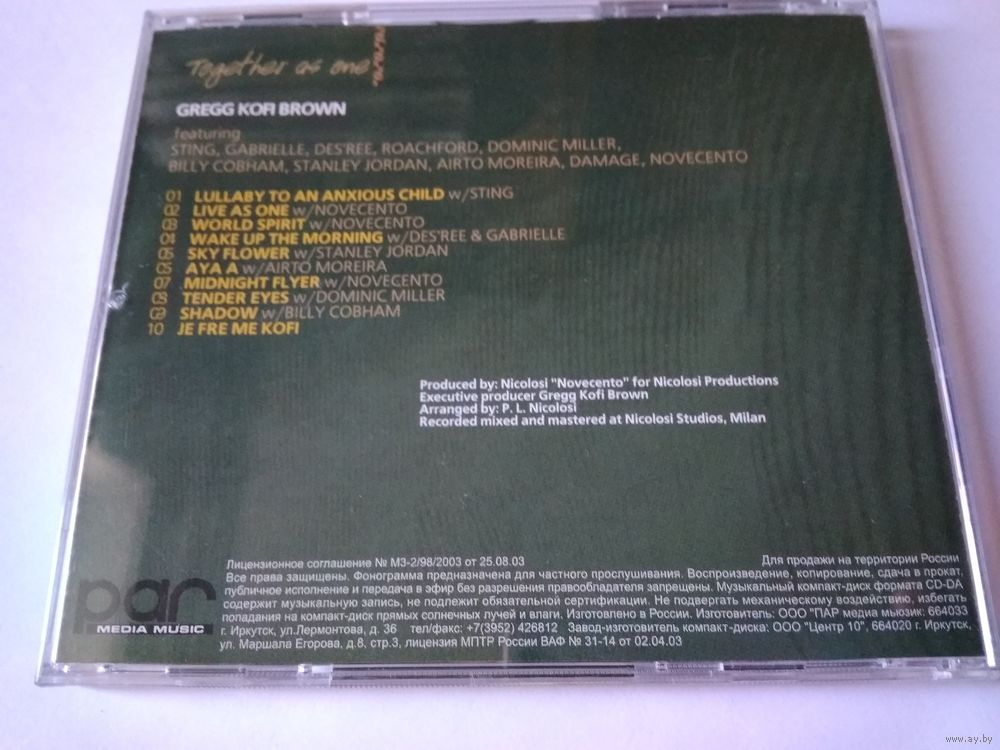 Together as one
GREGG KOFI BROWN
featuring
STING, GABRIELLE, DES'REE, ROACHFORD, DOMINIC MILLER,
BILLY COBHAM, STANLEY JORDAN, AIRTO MOREIRA, DAMAGE, NOVECENTO
01 LULLABY TO AN ANXIOUS CHILD w/STING
02 LIVE AS ONE w/NOVECENTO
03 WORLD SPIRIT w/NOVECENTO
04 WAKE UP THE MORNING w/DES'REE & GABRIELLE
05 SKY FLOWER w/STANLEY JORDAN
06 AYA A w/AIRTO MOREIRA
07 MIDNIGHT FLYER w/NOVECENTO
08 TENDER EYES w/DOMINIC MILLER
09 SHADOW w/BILLY COBHAM
10 JE FRE ME KOFI
Produced by: Nicolosi "Novecento" for Nicolosi Productions
Executive producer Gregg Kofi Brown
Arranged by: P. L. Nicolosi
Recorded mixed and mastered at Nicolosi Studios, Milan
par
MEDIA MUSIC
Лицензионное соглашение № МЗ-2/98/2003 от 25.08.03 Для продажи на территории России
Все права защищены. Фонограмма предназначена для частного прослушивания. Воспроизведение, копирование, сдача в прокат,
публичное исполнение и передача в эфир без разрешения правообладателя запрещены. Музыкальный компакт-диск формата CD-DA
содержит музыкальную запись, не подлежит обязательной сертификации. Не подвергать механическому воздействию, избегать
попадания на компакт-диск прямых солнечных лучей и влаги. Изготовлено в России. Изготовитель: ООО "ПАР медиа мьюзик: 664033
г. Иркутск, ул.Лермонтова, д. 36 тел/факс: +7(3952) 426812 Завод-изготовитель компакт-диска: ООО "Центр 10", 664020 г. Иркутск,
ул. Маршала Егорова, д.8, стр.3, лицензия МПТР России ВАФ № 31-14 от 02.04.03
www.ay.by